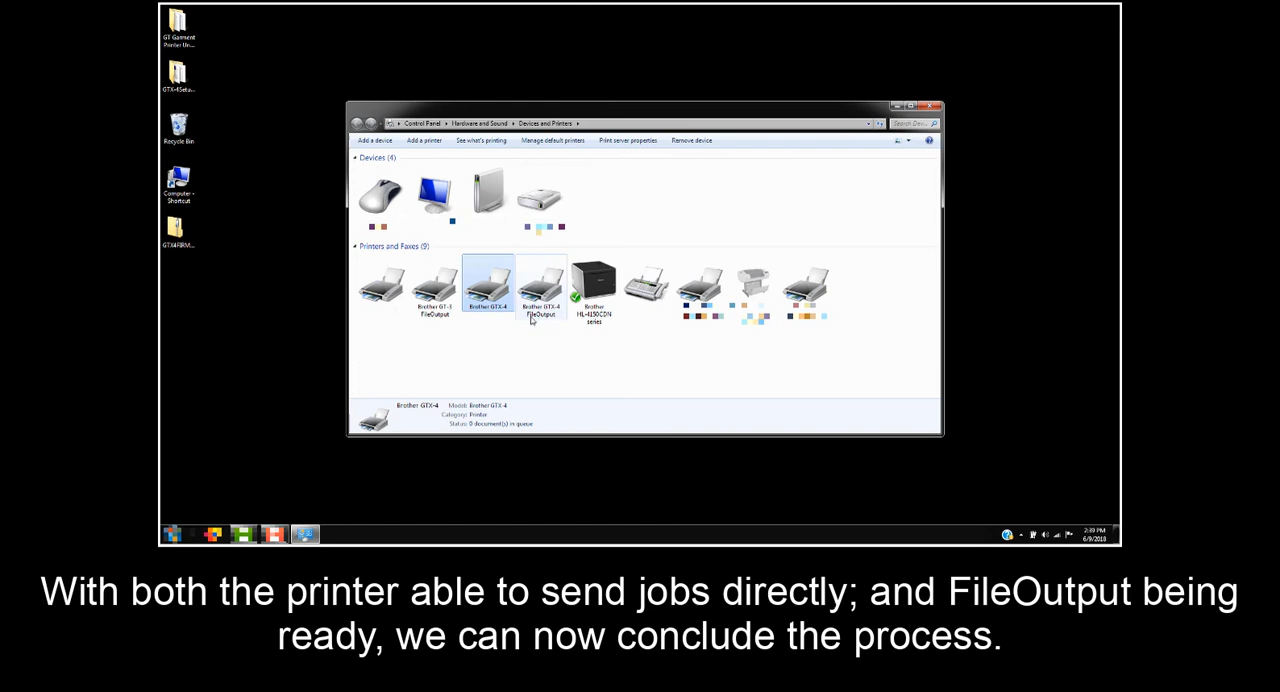 GT Garment
Printer Un...
GTX-4Setu...
Recycle Bin
Computer -
Shortcut
GTX4FIRM...
Control Panel
Hardware and Sound
Devices and Printers
Search Dev...
Add a device
Add a printer
See what's printing
Manage default printers
Print server properties
Remove device
Devices (4)
Printers and Faxes (9)
Brother GT-3
FileOutput
Brother GTX-4
Brother GTX-4
FileOutput
Brother
HL-4150CDN
series
Brother GTX-4
Model: Brother GTX-4
Category: Printer
Status: 0 document(s) in queue
2:39 PM
6/9/2018
With both the printer able to send jobs directly; and FileOutput being
ready, we can now conclude the process.